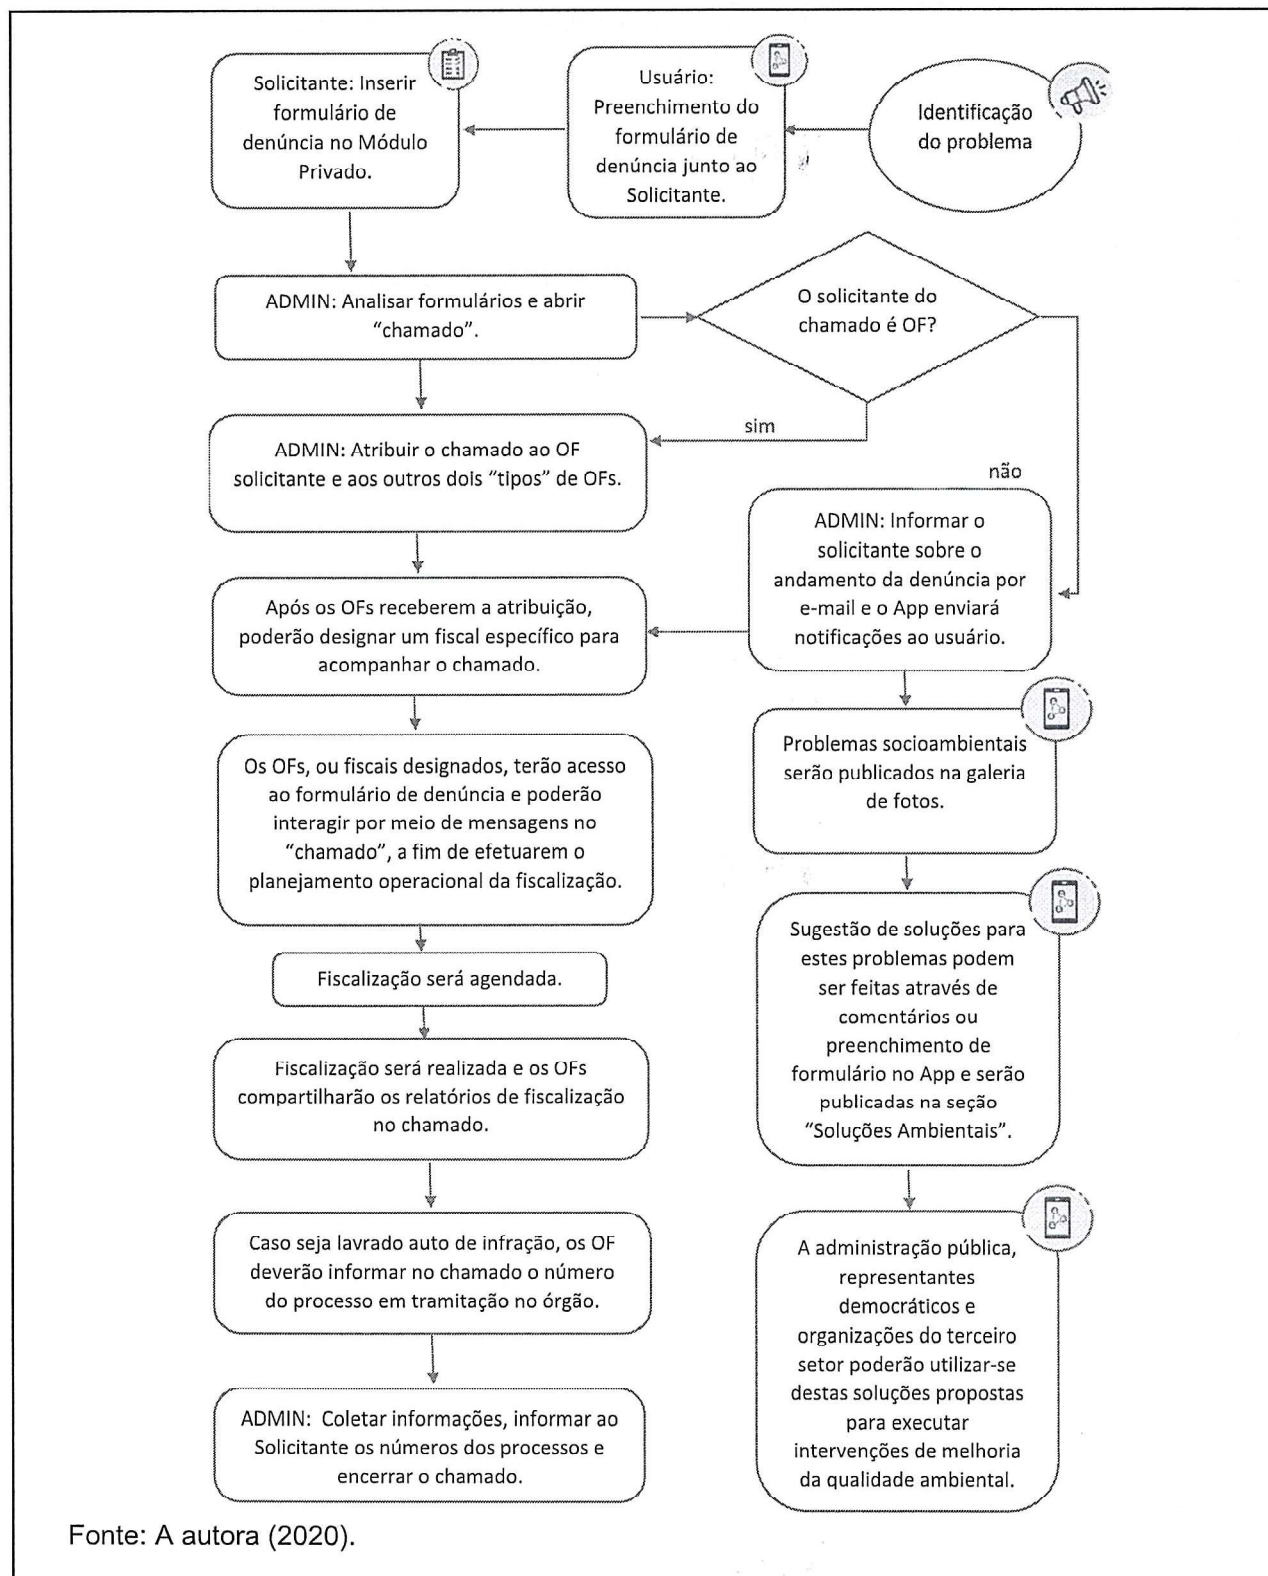 Solicitante: Inserir
formulário de
denúncia no Módulo
Privado.
Usuário:
Preenchimento do
formulário de
denúncia junto ao
Solicitante.
Identificação
do problema
ADMIN: Analisar formulários e abrir
“chamado”.
O solicitante do
chamado é OF?
sim
não
ADMIN: Atribuir o chamado ao OF
solicitante e aos outros dois “tipos” de OFs.
ADMIN: Informar o
solicitante sobre o
andamento da denúncia por
e-mail e o App enviará
notificações ao usuário.
Após os OFs receberem a atribuição,
poderão designar um fiscal específico para
acompanhar o chamado.
Os OFs, ou fiscais designados, terão acesso
ao formulário de denúncia e poderão
interagir por meio de mensagens no
“chamado”, a fim de efetuarem o
planejamento operacional da fiscalização.
Problemas socioambientais
serão publicados na galeria
de fotos.
Fiscalização será agendada.
Sugestão de soluções para
estes problemas podem
ser feitas através de
comentários ou
preenchimento de
formulário no App e serão
publicadas na seção
“Soluções Ambientais”.
Fiscalização será realizada e os OFs
compartilharão os relatórios de fiscalização
no chamado.
Caso seja lavrado auto de infração, os OF
deverão informar no chamado o número
do processo em tramitação no órgão.
A administração pública,
representantes
democráticos e
organizações do terceiro
setor poderão utilizar-se
destas soluções propostas
para executar
intervenções de melhoria
da qualidade ambiental.
ADMIN: Coletar informações, informar ao
Solicitante os números dos processos e
encerrar o chamado.
Fonte: A autora (2020).